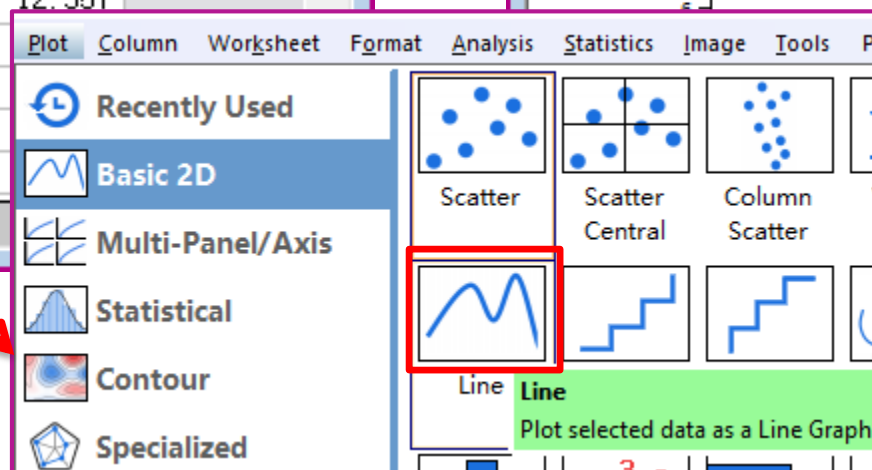 Plot Column Worksheet Format Analysis Statistics Image Tools P
Recently Used
Basic 2D
Multi-Panel/Axis
Statistical
Contour
Specialized
Scatter
Scatter
Central
Column
Scatter
Line
Line
Plot selected data as a Line Graph